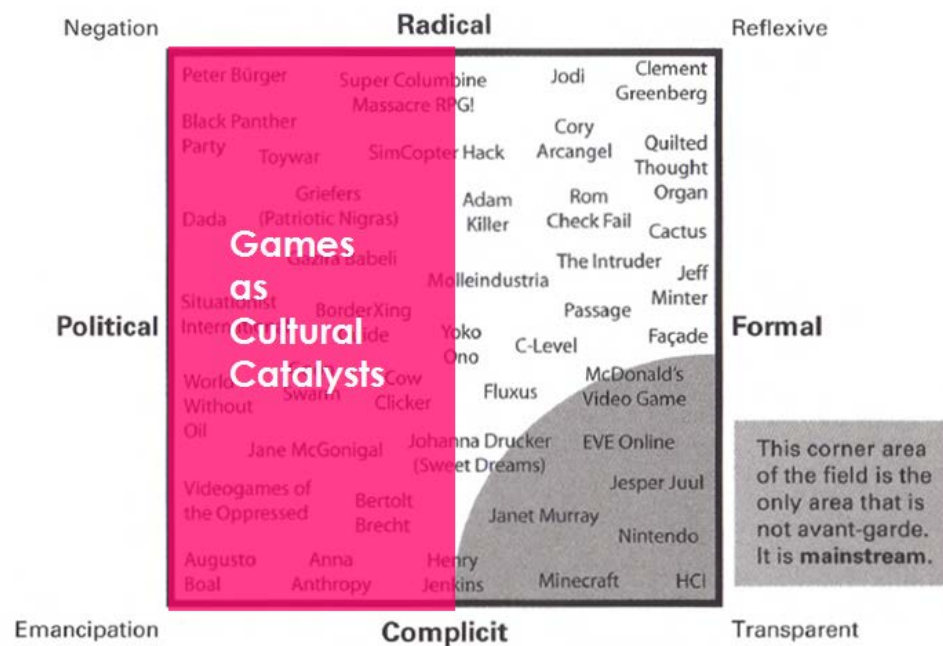 Negation
Radical
Reflexive
Peter Bürger
Super Columbine
Massacre RPG!
Jodi
Clement
Greenberg
Black Panther
Party
Toywar
SimCopter Hack
Cory
Arcangel
Quilted
Thought
Organ
Dada
Griefers
(Patriotic Nigras)
Adam
Killer
Rom
Check Fail
Cactus
Games
as
Cultural
Catalysts
Gazira Babeli
Molleindustria
The Intruder
Jeff
Minter
Political
Situationist
BorderXing
Yoko
Ono
C-Level
Passage
Façade
Formal
World
Without
Oil
Swarm
Cow
Clicker
Fluxus
McDonald's
Video Game
Jane McGonigal
Johanna Drucker
(Sweet Dreams)
EVE Online
Jesper Juul
Videogames of
the Oppressed
Bertolt
Brecht
Janet Murray
Nintendo
Augusto
Boal
Anna
Anthropy
Henry
Jenkins
Minecraft
HCI
This corner area
of the field is the
only area that is
not avant-garde.
It is mainstream.
Emancipation
Complicit
Transparent